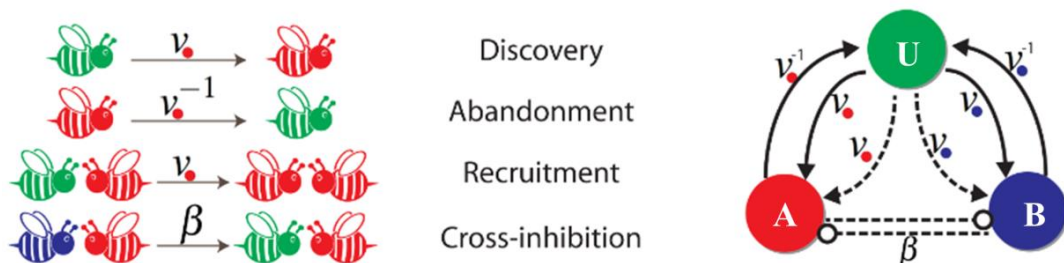 v Discovery
v⁻¹ Abandonment
v Recruitment
β Cross-inhibition
U
v⁻¹ v v v⁻¹
v v
A B
β